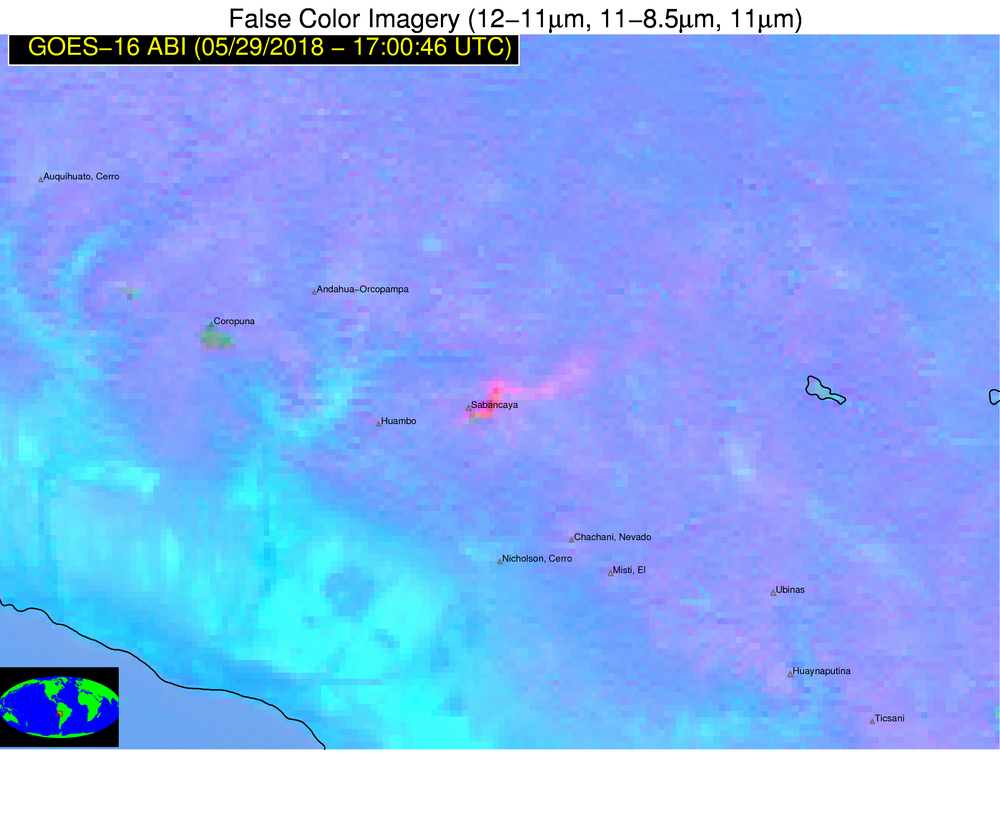 False Color Imagery (12–11μm, 11–8.5μm, 11μm)
GOES–16 ABI (05/29/2018 – 17:00:46 UTC)
Auquihuato, Cerro
Andahua–Orcopampa
Coropuna
Sabancaya
Huambo
Chachani, Nevado
Nicholson, Cerro
Misti, El
Ubinas
Huaynaputina
Ticsani